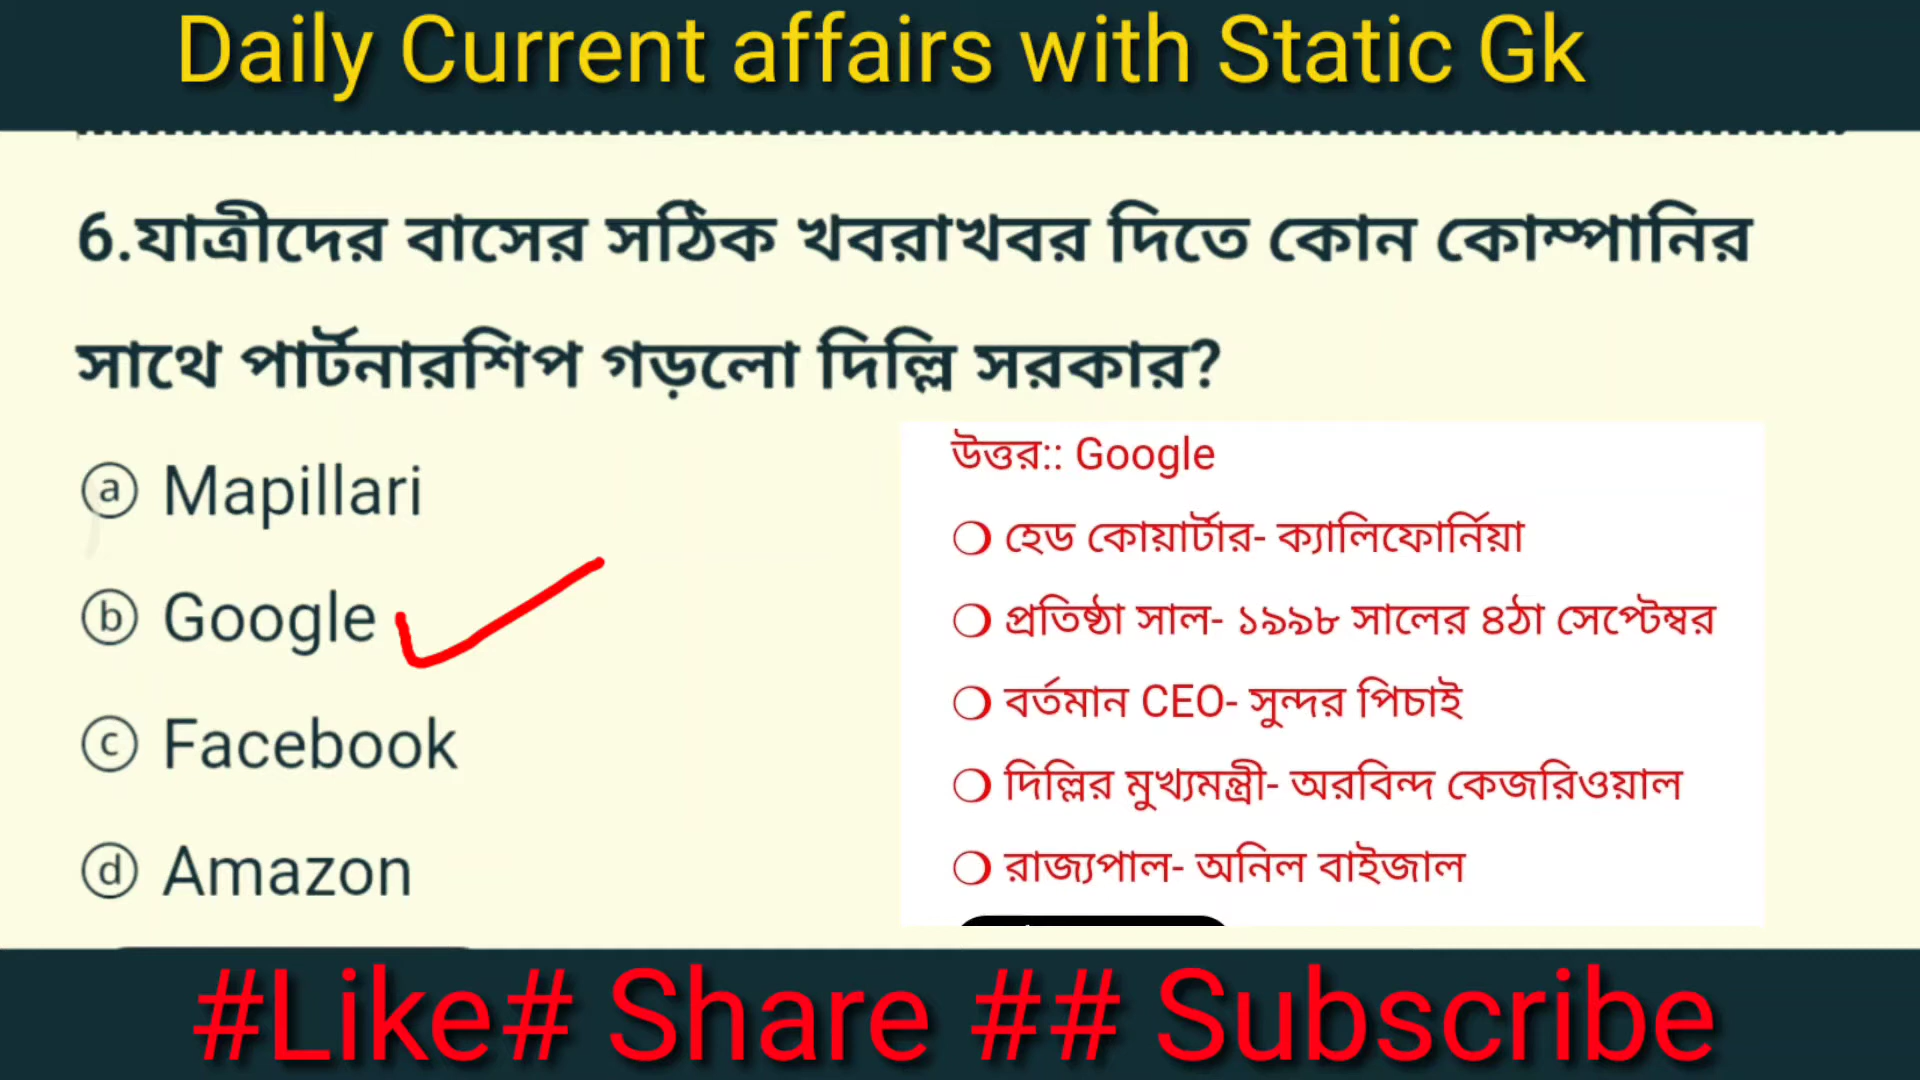 Daily Current affairs with Static Gk
6.যাত্রীদের বাসের সঠিক খবরাখবর দিতে কোন কোম্পানির
সাথে পার্টনারশিপ গড়লো দিল্লি সরকার?
ⓐ Mapillari
ⓑ Google
ⓒ Facebook
ⓓ Amazon
উত্তর:: Google
❍ হেড কোয়ার্টার- ক্যালিফোর্নিয়া
❍ প্রতিষ্ঠা সাল- ১৯৯৮ সালের ৪ঠা সেপ্টেম্বর
❍ বর্তমান CEO- সুন্দর পিচাই
❍ দিল্লির মুখ্যমন্ত্রী- অরবিন্দ কেজরিওয়াল
❍ রাজ্যপাল- অনিল বাইজাল
#Like# Share ## Subscribe